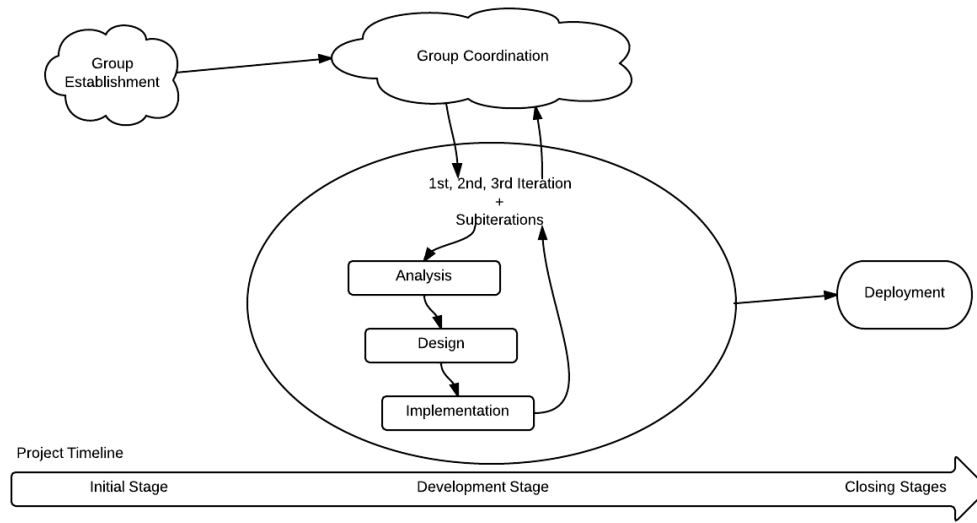 Group
Establishment
Group Coordination
1st, 2nd, 3rd Iteration
+
Subiterations
Analysis
Design
Implementation
Deployment
Project Timeline
Initial Stage
Development Stage
Closing Stages